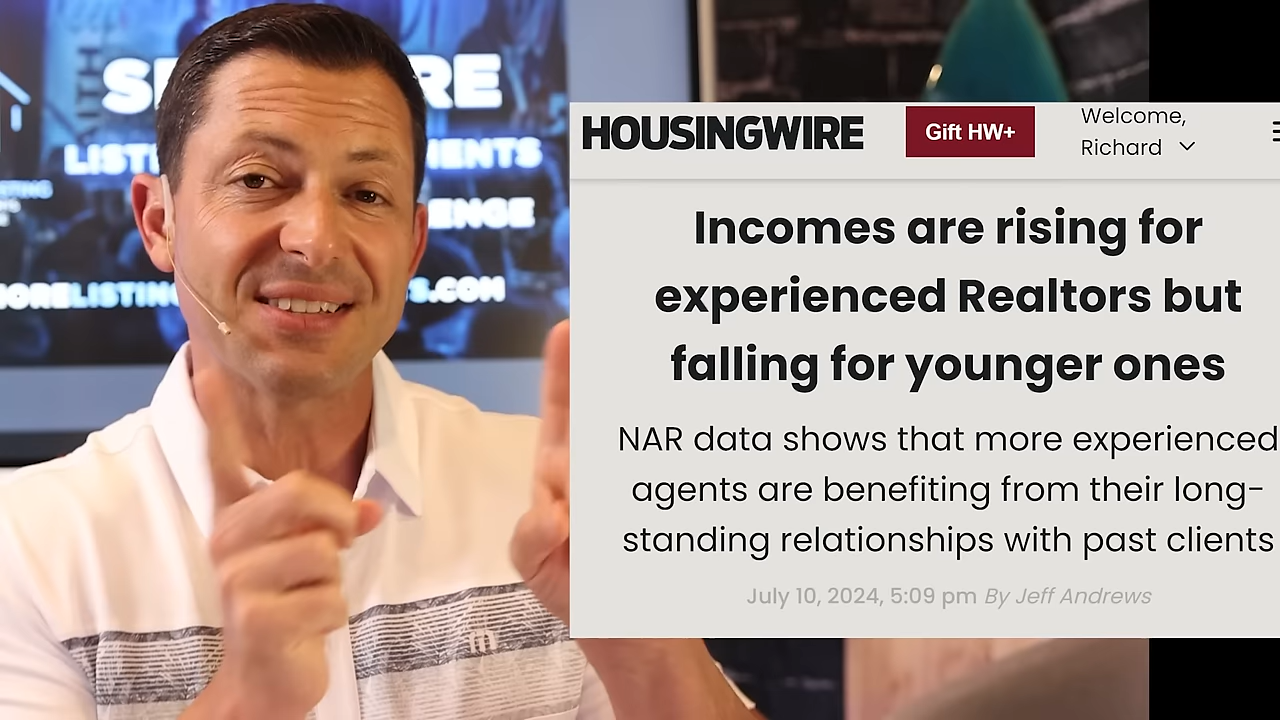 HOUSINGWIRE
Gift HW+
Welcome,
Richard
Incomes are rising for
experienced Realtors but
falling for younger ones
NAR data shows that more experienced
agents are benefiting from their long-
standing relationships with past clients
July 10, 2024, 5:09 pm By Jeff Andrews